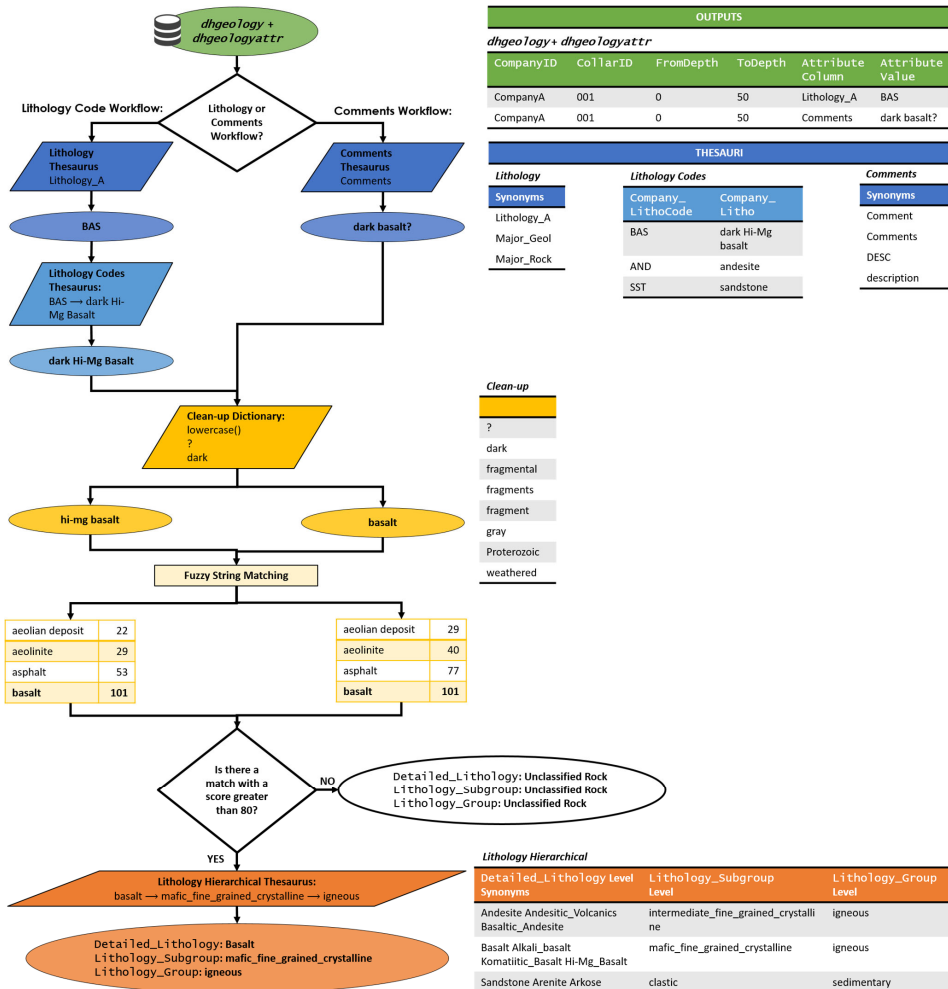 dhgeology +
dhgeologyattr
Lithology Code Workflow:
Lithology or
Comments
Workflow?
Comments Workflow:
Lithology
Thesaurus
Lithology_A
Comments
Thesaurus
Comments
BAS
dark basalt?
Lithology Codes
Thesaurus:
BAS → dark Hi-
Mg Basalt
dark Hi-Mg Basalt
Clean-up Dictionary:
lowercase()
?
dark
hi-mg basalt
basalt
Fuzzy String Matching
aeolian deposit 22
aeolinite 29
asphalt 53
basalt 101
aeolian deposit 29
aeolinite 40
asphalt 77
basalt 101
Is there a
match with a
score greater
than 80?
NO
Detailed_Lithology: Unclassified Rock
Lithology_Subgroup: Unclassified Rock
Lithology_Group: Unclassified Rock
YES
Lithology Hierarchical Thesaurus:
basalt → mafic_fine_grained_crystalline → igneous
Detailed_Lithology: Basalt
Lithology_Subgroup: mafic_fine_grained_crystalline
Lithology_Group: igneous
OUTPUTS
dhgeology + dhgeologyattr
CompanyID CollarID FromDepth ToDepth Attribute Attribute
Column Value
CompanyA 001 0 50 Lithology_A BAS
CompanyA 001 0 50 Comments dark basalt?
THESAURI
Lithology
Synonyms
Lithology_A
Major_Geol
Major_Rock
Lithology Codes
Company_ Company_
LithoCode Litho
BAS dark Hi-Mg
basalt
AND andesite
SST sandstone
Comments
Synonyms
Comment
Comments
DESC
description
Clean-up
?
dark
fragmental
fragments
fragment
gray
Proterozoic
weathered
Lithology Hierarchical
Detailed_Lithology Level Lithology_Subgroup Lithology_Group
Synonyms Level Level
Andesite Andesitic_Volcanics intermediate_fine_grained_crystalli igneous
Basaltic_Andesite ne
Basalt Alkali_basalt mafic_fine_grained_crystalline igneous
Komatiitic_Basalt Hi-Mg_Basalt
Sandstone Arenite Arkose clastic sedimentary